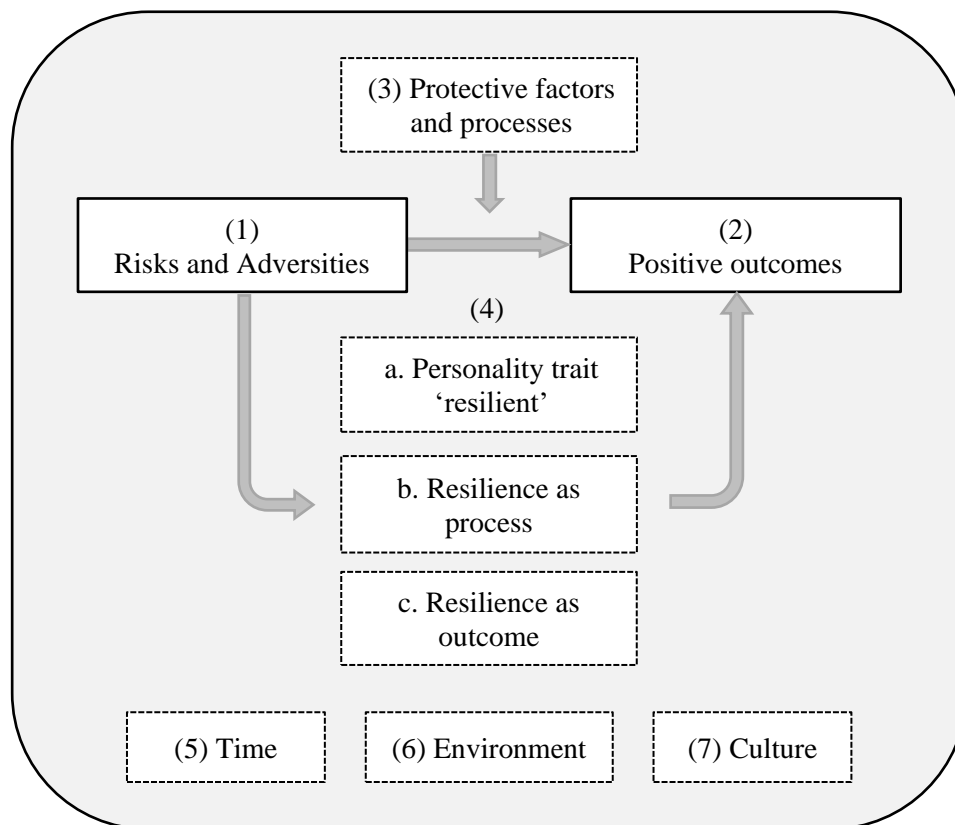 (3) Protective factors
and processes
(1)
Risks and Adversities
(2)
Positive outcomes
(4)
a. Personality trait
‘resilient’
b. Resilience as
process
c. Resilience as
outcome
(5) Time
(6) Environment
(7) Culture